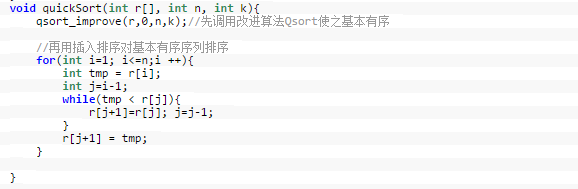 void quickSort(int r[], int n, int k){
    qsort_improve(r,0,n,k);//先调用改进算法Qsort使之基本有序
    //再用插入排序对基本有序序列排序
    for(int i=1; i<=n;i ++){
        int tmp = r[i];
        int j=i-1;
        while(tmp < r[j]){
            r[j+1]=r[j]; j=j-1;
        }
        r[j+1] = tmp;
    }
}